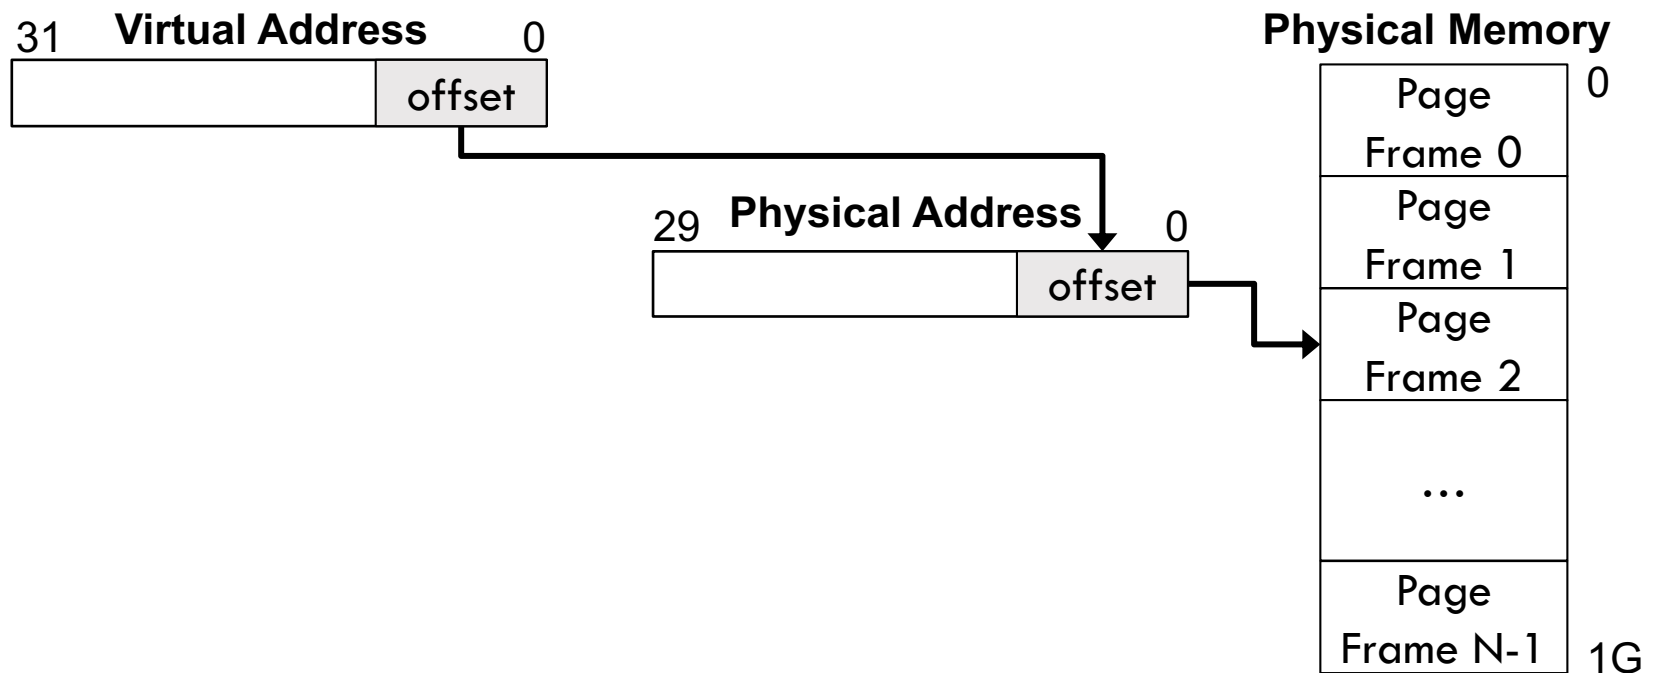 Virtual Address
31
0
offset
Physical Address
29
0
offset
Physical Memory
0
Page
Frame 0
Page
Frame 1
Page
Frame 2
...
Page
Frame N-1
1G